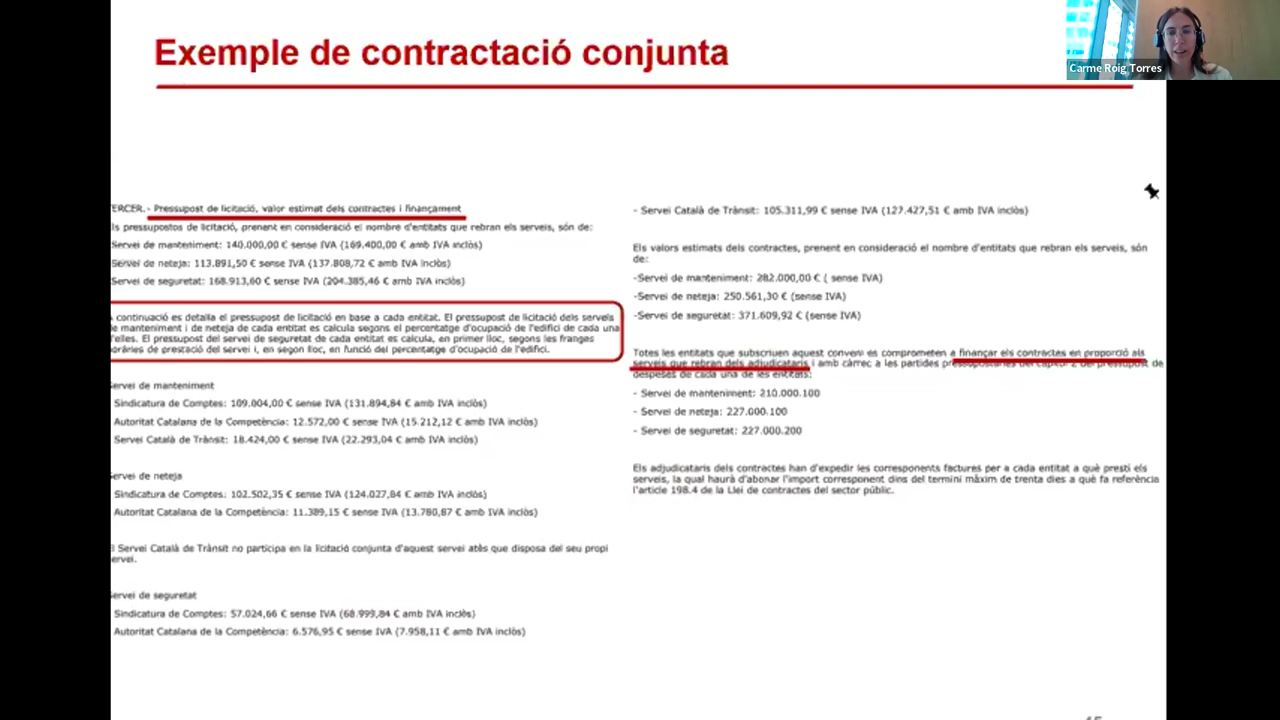 Exemple de contractació conjunta
Carme Roig Torres
TERCER.- Pressupost de licitació, valor estimat dels contractes i finançament
ls pressupostos de licitació, prenent en consideració el nombre d'entitats que rebran els serveis, són de:
Servei de manteniment: 140.000,00 € sense IVA (169.400,00 € amb IVA inclòs)
Servei de neteja: 113.891,50 € sense IVA (137.808,72 € amb IVA inclòs)
Servei de seguretat: 168.913,60 € sense IVA (204.385,46 € amb IVA inclòs)
continuació es detalla el pressupost de licitació en base a cada entitat. El pressupost de licitació dels serveis
de manteniment i de neteja de cada entitat es calcula segons el percentatge d'ocupació de l'edifici de cada una
d'elles. El pressupost del servei de seguretat de cada entitat es calcula, en primer lloc, segons les franges
horàries de prestació del servei i, en segon lloc, en funció del percentatge d'ocupació de l'edifici.
Servei de manteniment
Sindicatura de Comptes: 109.004,00 € sense IVA (131.894,84 € amb IVA inclòs)
Autoritat Catalana de la Competència: 12.572,00 € sense IVA (15.212,12 € amb IVA inclòs)
Servei Català de Trànsit: 18.424,00 € sense IVA (22.293,04 € amb IVA inclòs)
Servei de neteja
Sindicatura de Comptes: 102.502,35 € sense IVA (124.027,84 € amb IVA inclòs)
Autoritat Catalana de la Competència: 11.389,15 € sense IVA (13.780,87 € amb IVA inclòs)
El Servei Català de Trànsit no participa en la licitació conjunta d'aquest servei atès que disposa del seu propi
servei.
Servei de seguretat
Sindicatura de Comptes: 57.024,66 € sense IVA (68.999,84 € amb IVA inclòs)
Autoritat Catalana de la Competència: 6.576,95 € sense IVA (7.958,11 € amb IVA inclòs)
- Servei Català de Trànsit: 105.311,99 € sense IVA (127.427,51 € amb IVA inclòs)
Els valors estimats dels contractes, prenent en consideració el nombre d'entitats que rebran els serveis, són
de:
-Servei de manteniment: 282.000,00 € ( sense IVA)
-Servei de neteja: 250.561,30 € (sense IVA)
-Servei de seguretat: 371.609,92 € (sense IVA)
Totes les entitats que subscriuen aquest conveni es comprometen a finançar els contractes en proporció als
serveis que rebran dels adjudicataris i amb càrrec a les partides pressupostàries del capítol 2 del pressupost de
despeses de cada una de les entitats:
- Servei de manteniment: 210.000.100
- Servei de neteja: 227.000.100
- Servei de seguretat: 227.000.200
Els adjudicataris dels contractes han d'expedir les corresponents factures per a cada entitat a què presti els
serveis, la qual haurà d'abonar l'import corresponent dins del termini màxim de trenta dies a què fa referència
l'article 198.4 de la Llei de contractes del sector públic.